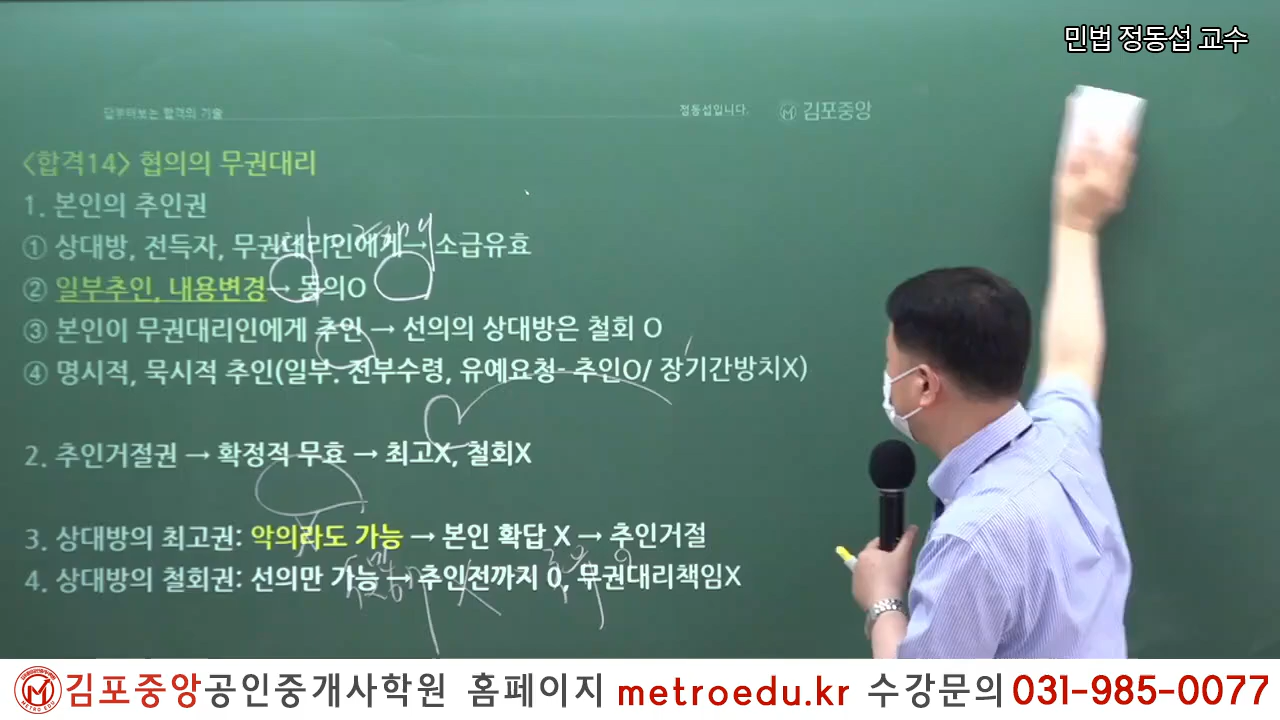 민법 정동섭 교수
답부터보는 합격의 기술
정동섭입니다. 김포중앙
<합격14> 협의의 무권대리
1. 본인의 추인권
① 상대방, 전득자, 무권대리인에게→ 소급유효
② 일부추인, 내용변경→ 동의O
③ 본인이 무권대리인에게 추인 → 선의의 상대방은 철회 O
④ 명시적, 묵시적 추인(일부. 전부수령, 유예요청- 추인O/ 장기간방치X)
2. 추인거절권 → 확정적 무효 → 최고X, 철회X
3. 상대방의 최고권: 악의라도 가능 → 본인 확답 X → 추인거절
4. 상대방의 철회권: 선의만 가능 → 추인전까지 0, 무권대리책임X
김포중앙공인중개사학원 홈페이지 metroedu.kr 수강문의 031-985-0077
METRO EDU